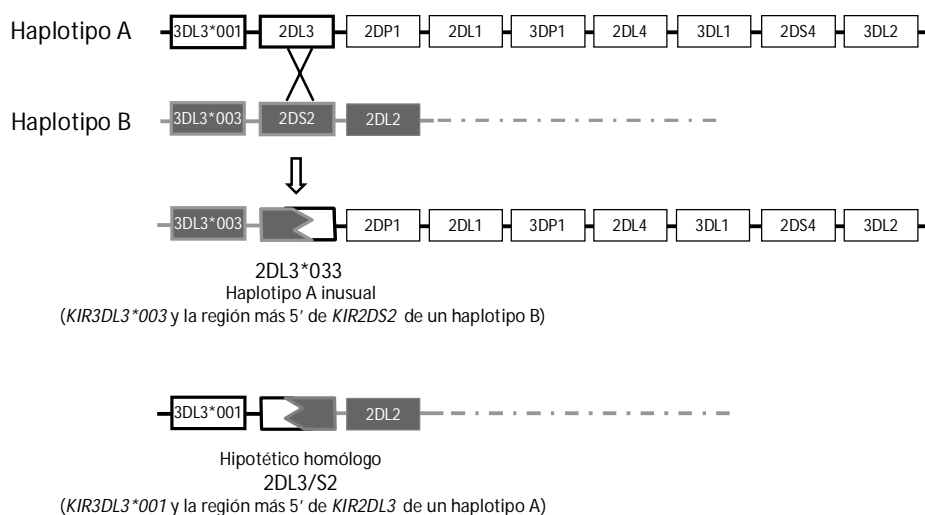 Haplotipo A 3DL3*001 2DL3 2DP1 2DL1 3DP1 2DL4 3DL1 2DS4 3DL2
Haplotipo B 3DL3*003 2DS2 2DL2
3DL3*003 2DP1 2DL1 3DP1 2DL4 3DL1 2DS4 3DL2
2DL3*033
Haplotipo A inusual
(KIR3DL3*003 y la región más 5′ de KIR2DS2 de un haplotipo B)
3DL3*001 2DL2
Hipotético homólogo
2DL3/S2
(KIR3DL3*001 y la región más 5′ de KIR2DL3 de un haplotipo A)